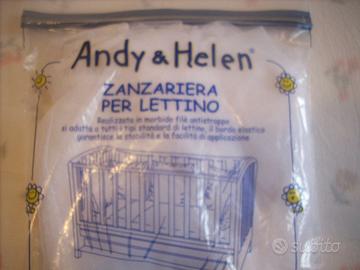 Andy & Helen®
ZANZARIERA
PER LETTINO
Realizzata in morbido filé antistrappo
si adatta a tutti i tipi standard di lettino, il bordo elastico
garantisce la stabilità e la facilità di applicazione
subito